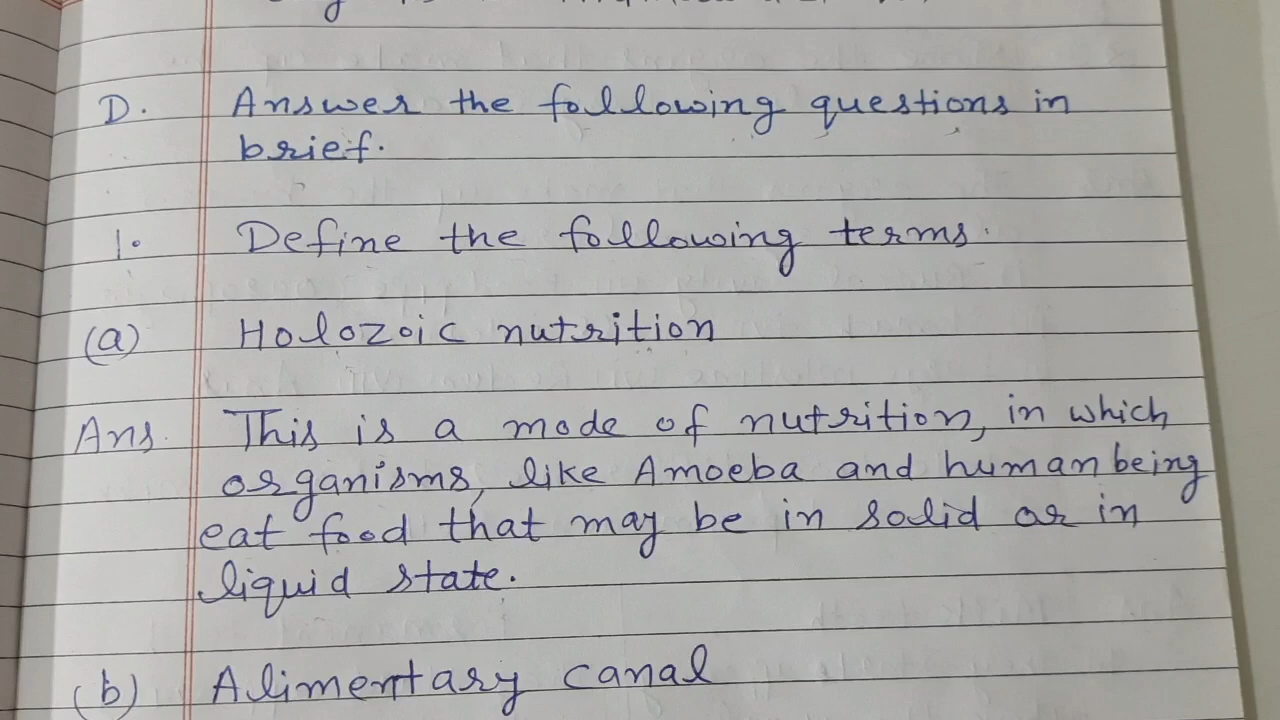 D. Answer the following questions in
brief.
1. Define the following terms.
(a) Holozoic nutrition
Ans. This is a mode of nutrition, in which
organisms, like Amoeba and human being
eat food that may be in solid or in
liquid state.
(b) Alimentary canal